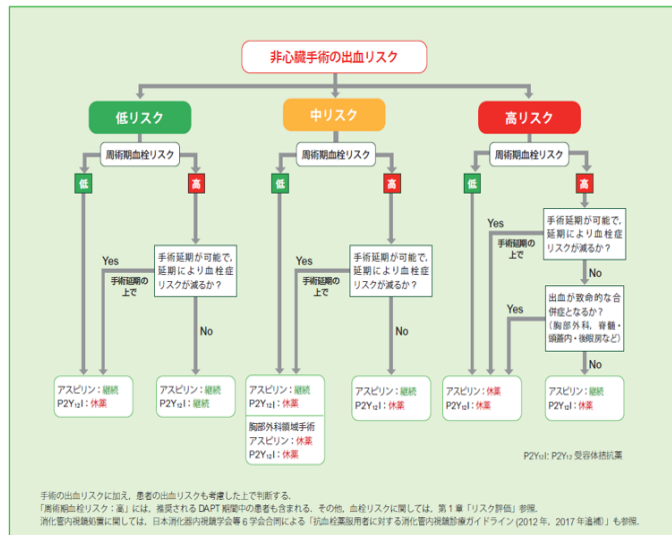 非心臓手術の出血リスク
低リスク
周術期血栓リスク
低
高
Yes
手術延期の
上で
手術延期が可能で,
延期により血栓症
リスクが減るか？
No
アスピリン：継続
P2Y₁₂I：休薬
アスピリン：継続
P2Y₁₂I：継続
中リスク
周術期血栓リスク
低
高
Yes
手術延期の
上で
手術延期が可能で,
延期により血栓症
リスクが減るか？
No
アスピリン：継続
P2Y₁₂I：休薬
胸部外科領域手術
アスピリン：休薬
P2Y₁₂I：休薬
アスピリン：継続
P2Y₁₂I：休薬
高リスク
周術期血栓リスク
低
高
Yes
手術延期の
上で
手術延期が可能で,
延期により血栓症
リスクが減るか？
No
Yes
出血が致命的な合
併症となるか？
(胸部外科, 脊髄・
頭蓋内・後眼房など)
No
アスピリン：休薬
P2Y₁₂I：休薬
アスピリン：継続
P2Y₁₂I：休薬
P2Y₁₂I: P2Y₁₂ 受容体拮抗薬
手術の出血リスクに加え, 患者の出血リスクも考慮した上で判断する.
「周術期血栓リスク：高」には, 推奨される DAPT 期間中の患者も含まれる. その他, 血栓リスクに関しては, 第 1 章「リスク評価」参照.
消化管内視鏡処置に関しては, 日本消化器内視鏡学会等 6 学会合同による「抗血栓薬服用者に対する消化管内視鏡診療ガイドライン (2012 年, 2017 年追補)」も参照.